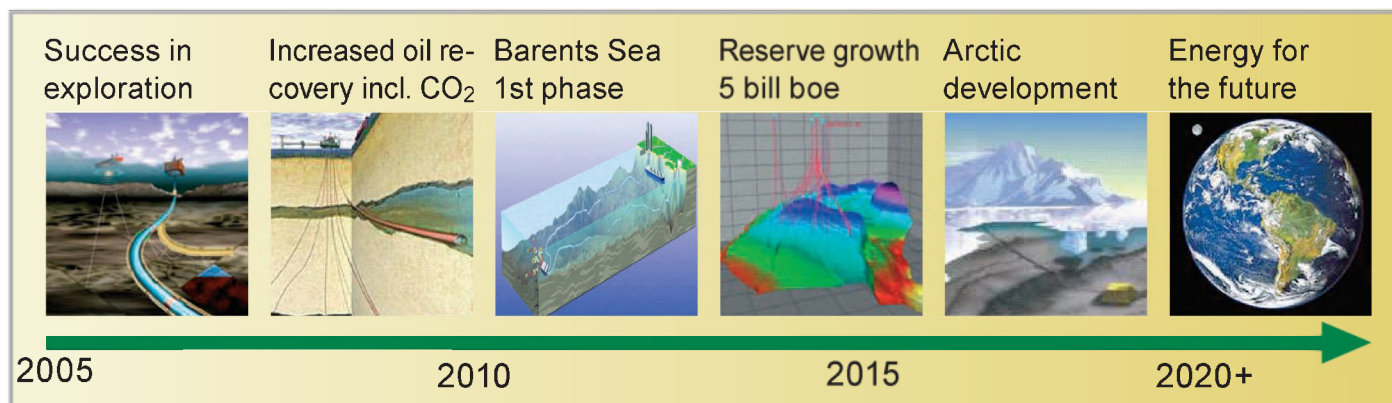 Success in
exploration
Increased oil re-
covery incl. CO₂
Barents Sea
1st phase
Reserve growth
5 bill boe
Arctic
development
Energy for
the future
2005
2010
2015
2020+